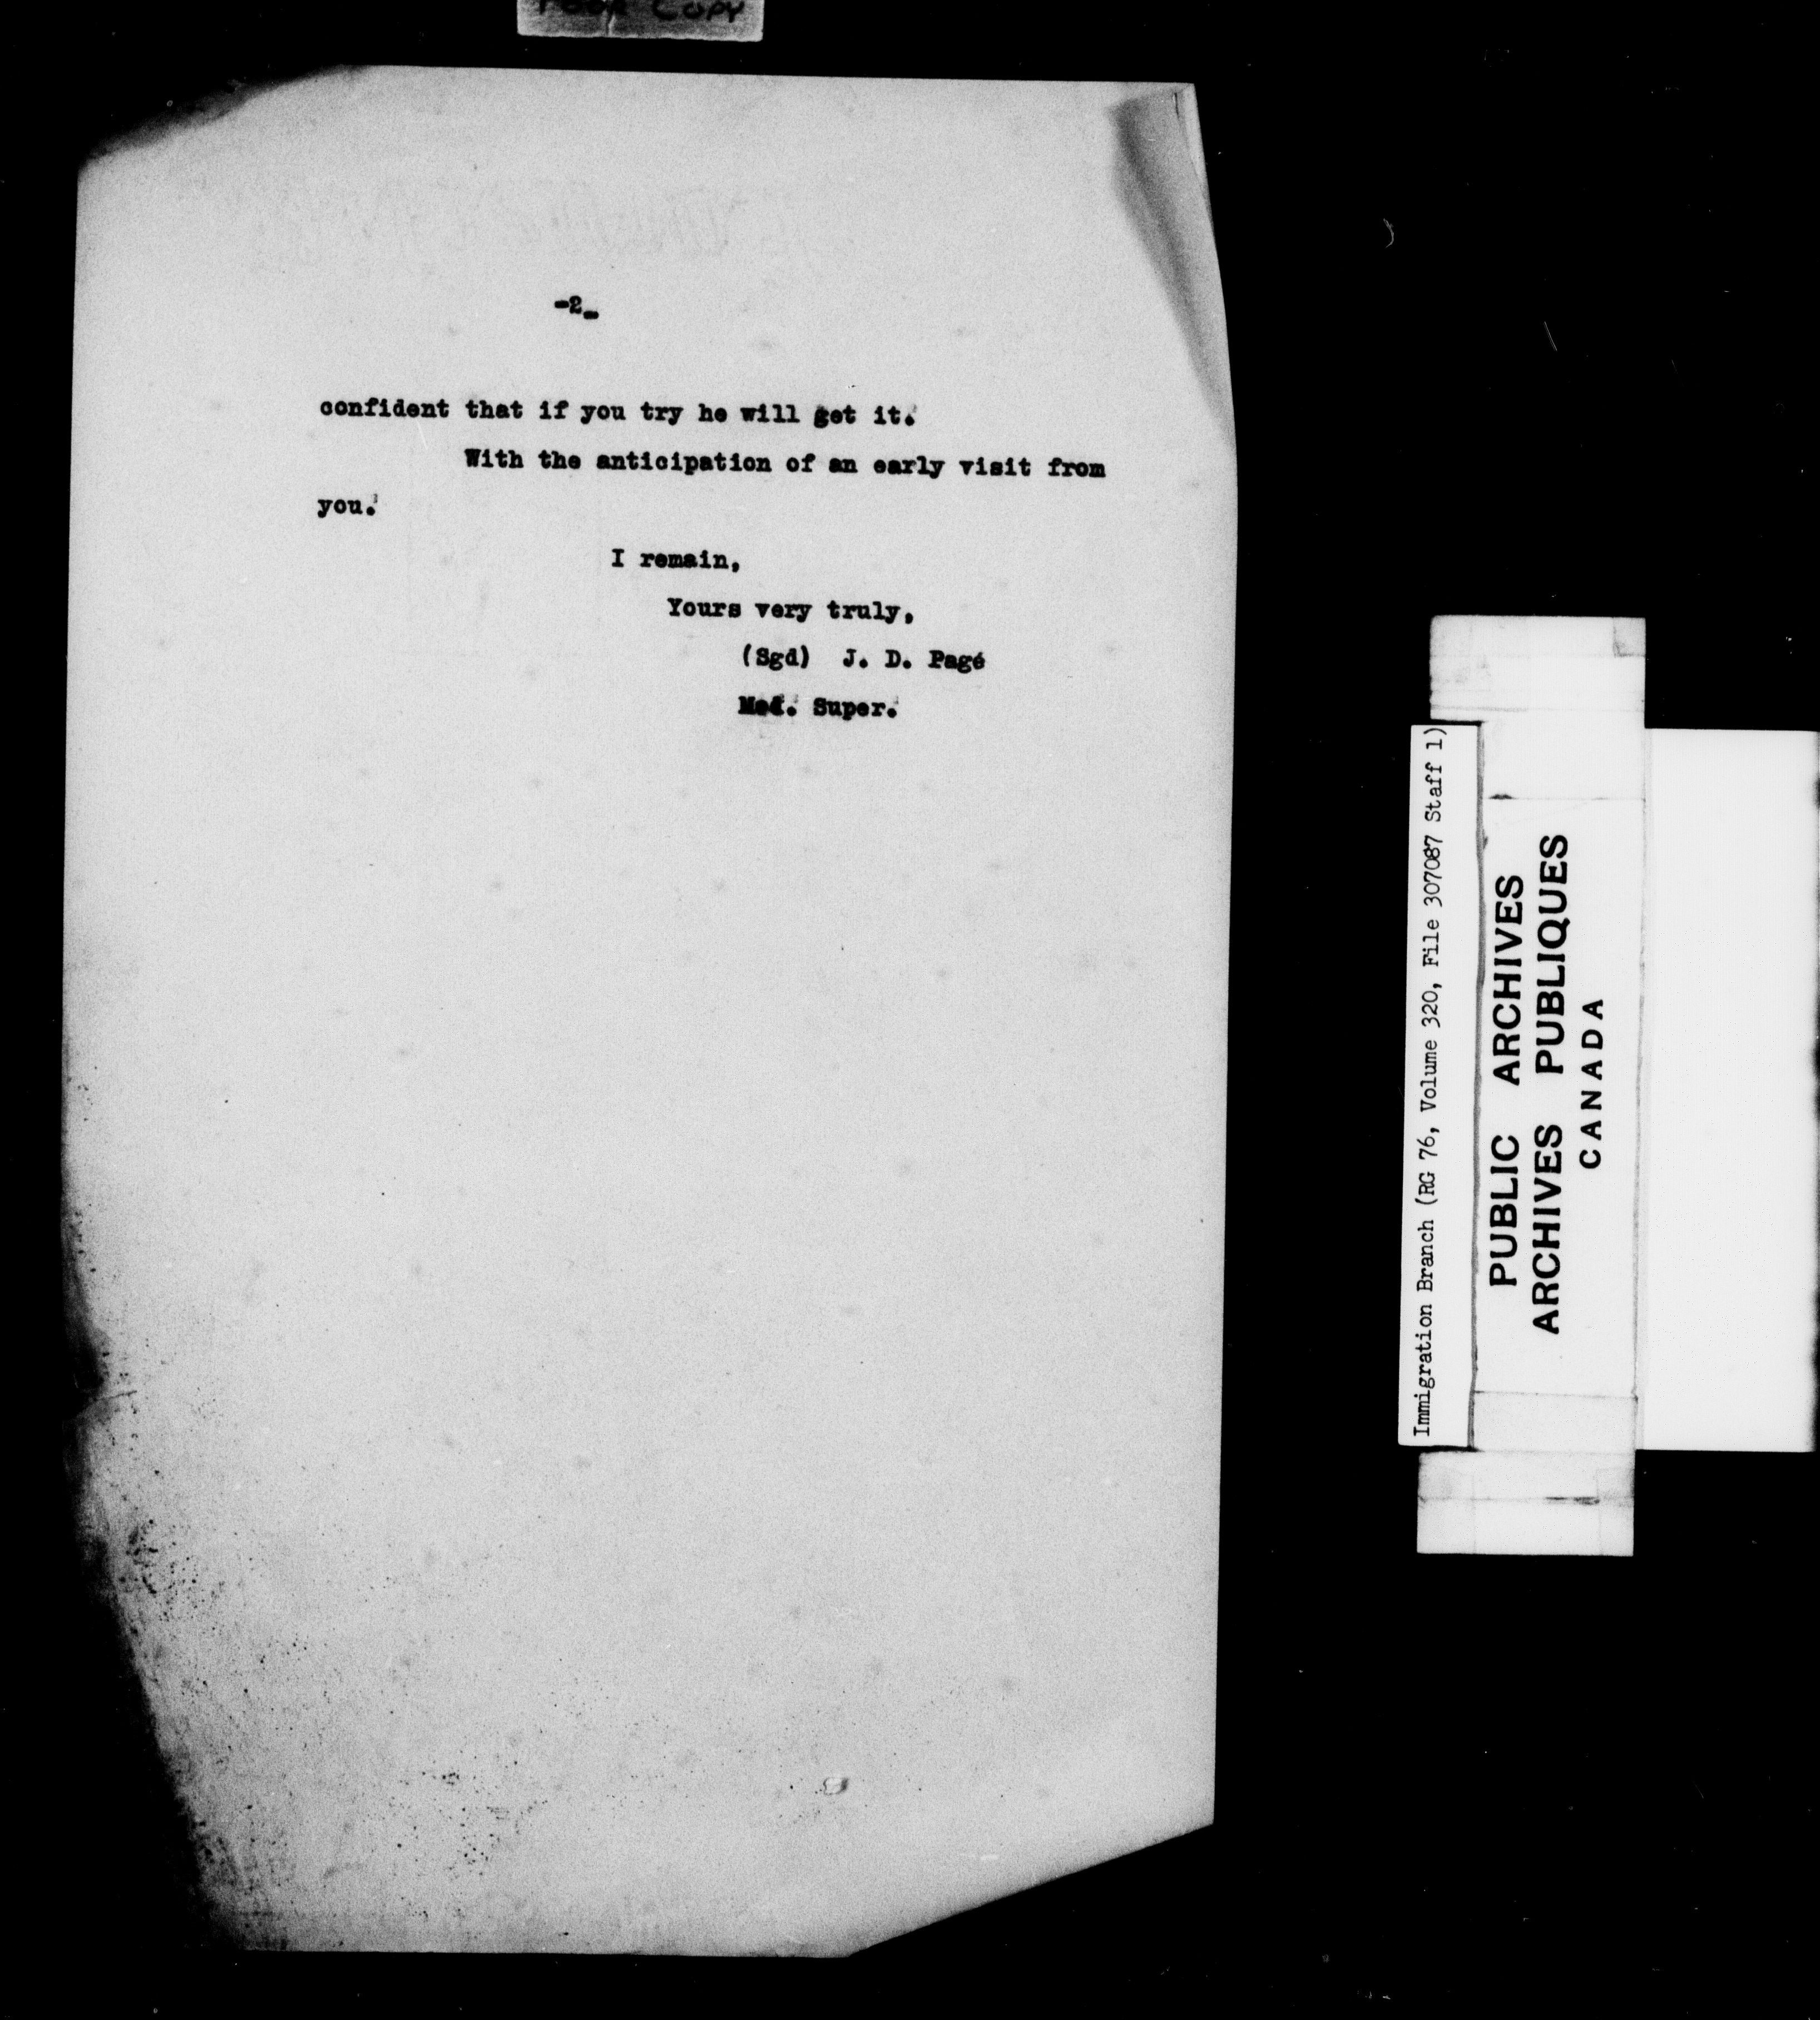 POOR COPY
-2-
confident that if you try he will get it.
With the anticipation of an early visit from
you.
I remain,
Yours very truly,
(Sgd) J. D. Pagé
Med. Super.
Immigration Branch (RG 76, Volume 320, File 307087 Staff 1)
PUBLIC ARCHIVES
ARCHIVES PUBLIQUES
CANADA